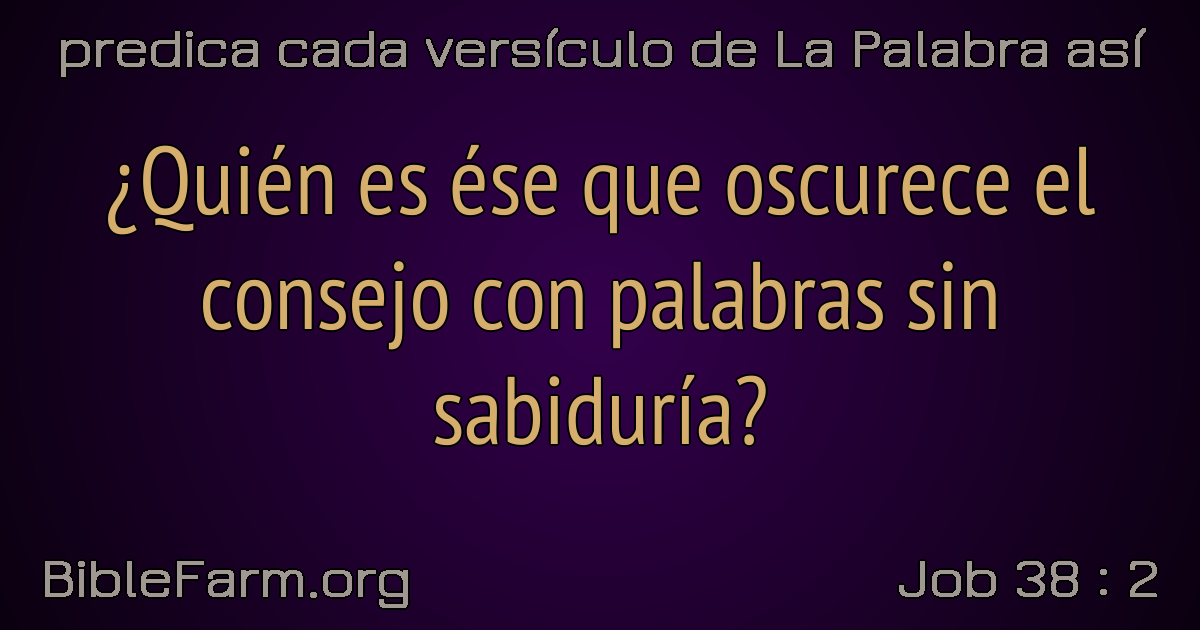 predica cada versículo de La Palabra así
¿Quién es ése que oscurece el
consejo con palabras sin
sabiduría?
BibleFarm.org
Job 38 : 2